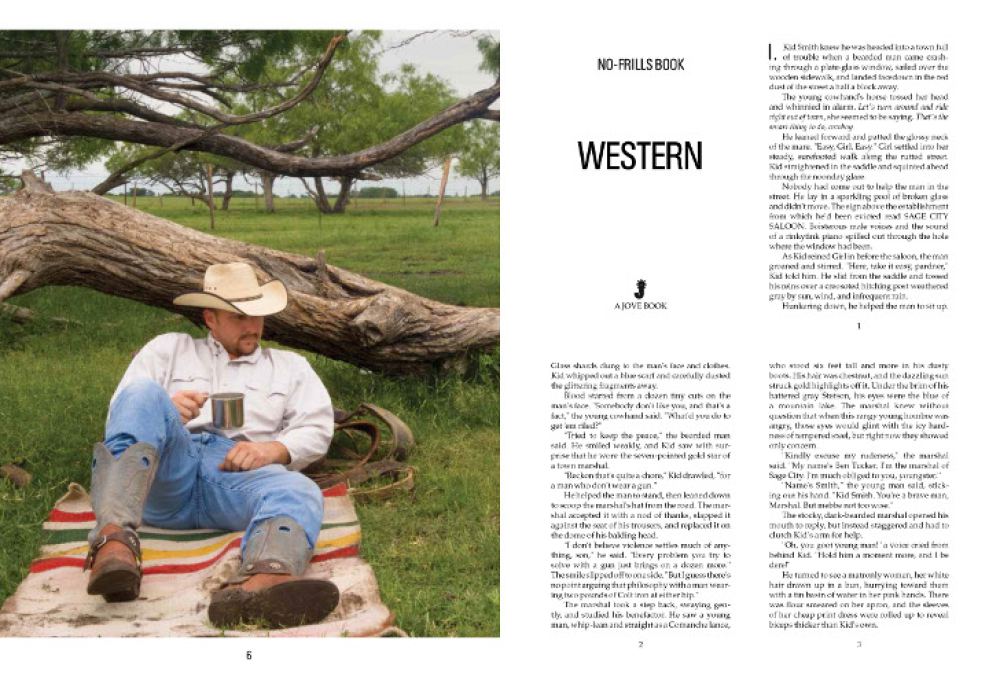 6
NO-FRILLS BOOK
WESTERN
A JOVE BOOK
1. Kid Smith knew he was headed into a town full
of trouble when a bearded man came crash-
ing through a plate-glass window, sailed over the
wooden sidewalk, and landed facedown in the red
dust of the street a half a block away.
The young cowhand's horse tossed her head
and whinnied in alarm. Let's turn around and ride
right out of town, she seemed to be saying. That's the
smart thing to do, cowboy.
He leaned forward and patted the glossy neck
of the mare. "Easy, Girl. Easy." Girl settled into her
steady, surefooted walk along the rutted street.
Kid straightened in the saddle and squinted ahead
through the noonday glare.
Nobody had come out to help the man in the
street. He lay in a sparkling pool of broken glass
and didn't move. The sign above the establishment
from which he'd been evicted read SAGE CITY
SALOON. Boisterous male voices and the sound
of a rinkytink piano spilled out through the hole
where the window had been.
As Kid reined Girl in before the saloon, the man
groaned and stirred. "Here, take it easy, pardner,"
Kid told him. He slid from the saddle and tossed
his reins over a creosoted hitching post weathered
gray by sun, wind, and infrequent rain.
Hunkering down, he helped the man to sit up.
1
Glass shards clung to the man's face and clothes.
Kid whipped out a blue scarf and carefully dusted
the glittering fragments away.
Blood started from a dozen tiny cuts on the
man's face. "Somebody don't like you, and that's a
fact," the young cowhand said. "What'd you do to
get 'em riled?"
"Tried to keep the peace," the bearded man
said. He smiled weakly, and Kid saw with sur-
prise that he wore the seven-pointed gold star of
a town marshal.
"Reckon that's quite a chore," Kid drawled, "for
a man who don't wear a gun."
He helped the man to stand, then leaned down
to scoop the marshal's hat from the road. The mar-
shal accepted it with a nod of thanks, slapped it
against the seat of his trousers, and replaced it on
the dome of his balding head.
"I don't believe violence settles much of any-
thing, son," he said. "Every problem you try to
solve with a gun just brings on a dozen more."
The smile slipped off to one side. "But I guess there's
no point arguing that philosophy with a man wear-
ing two pounds of Colt iron at either hip."
The marshal took a step back, swaying gen-
tly, and studied his benefactor. He saw a young
man, whip-lean and straight as a Comanche lance,
2
who stood six feet tall and more in his dusty
boots. His hair was chestnut, and the dazzling sun
struck gold highlights off it. Under the brim of his
battered gray Stetson, his eyes were the blue of
a mountain lake. The marshal knew without
question that when this rangy young hombre was
angry, those eyes would glint with the icy hard-
ness of tempered steel, but right now they showed
only concern.
"Kindly excuse my rudeness," the marshal
said. "My name's Ben Tucker. I'm the marshal of
Sage City. I'm much obliged to you, youngster."
"Name's Smith," the young man said, stick-
ing out his hand. "Kid Smith. You're a brave man,
Marshal. But mebbe not too wise."
The stocky, dark-bearded marshal opened his
mouth to reply, but instead staggered and had to
clutch Kid's arm for help.
"Oh, you goot young man!" a voice cried from
behind Kid. "Hold him a moment more, and I be
dere!"
He turned to see a matronly women, her white
hair drawn up in a bun, hurrying toward them
with a tin basin of water in her pink hands. There
was flour smeared on her apron, and the sleeves
of her cheap print dress were rolled up to reveal
biceps thicker than Kid's own.
3